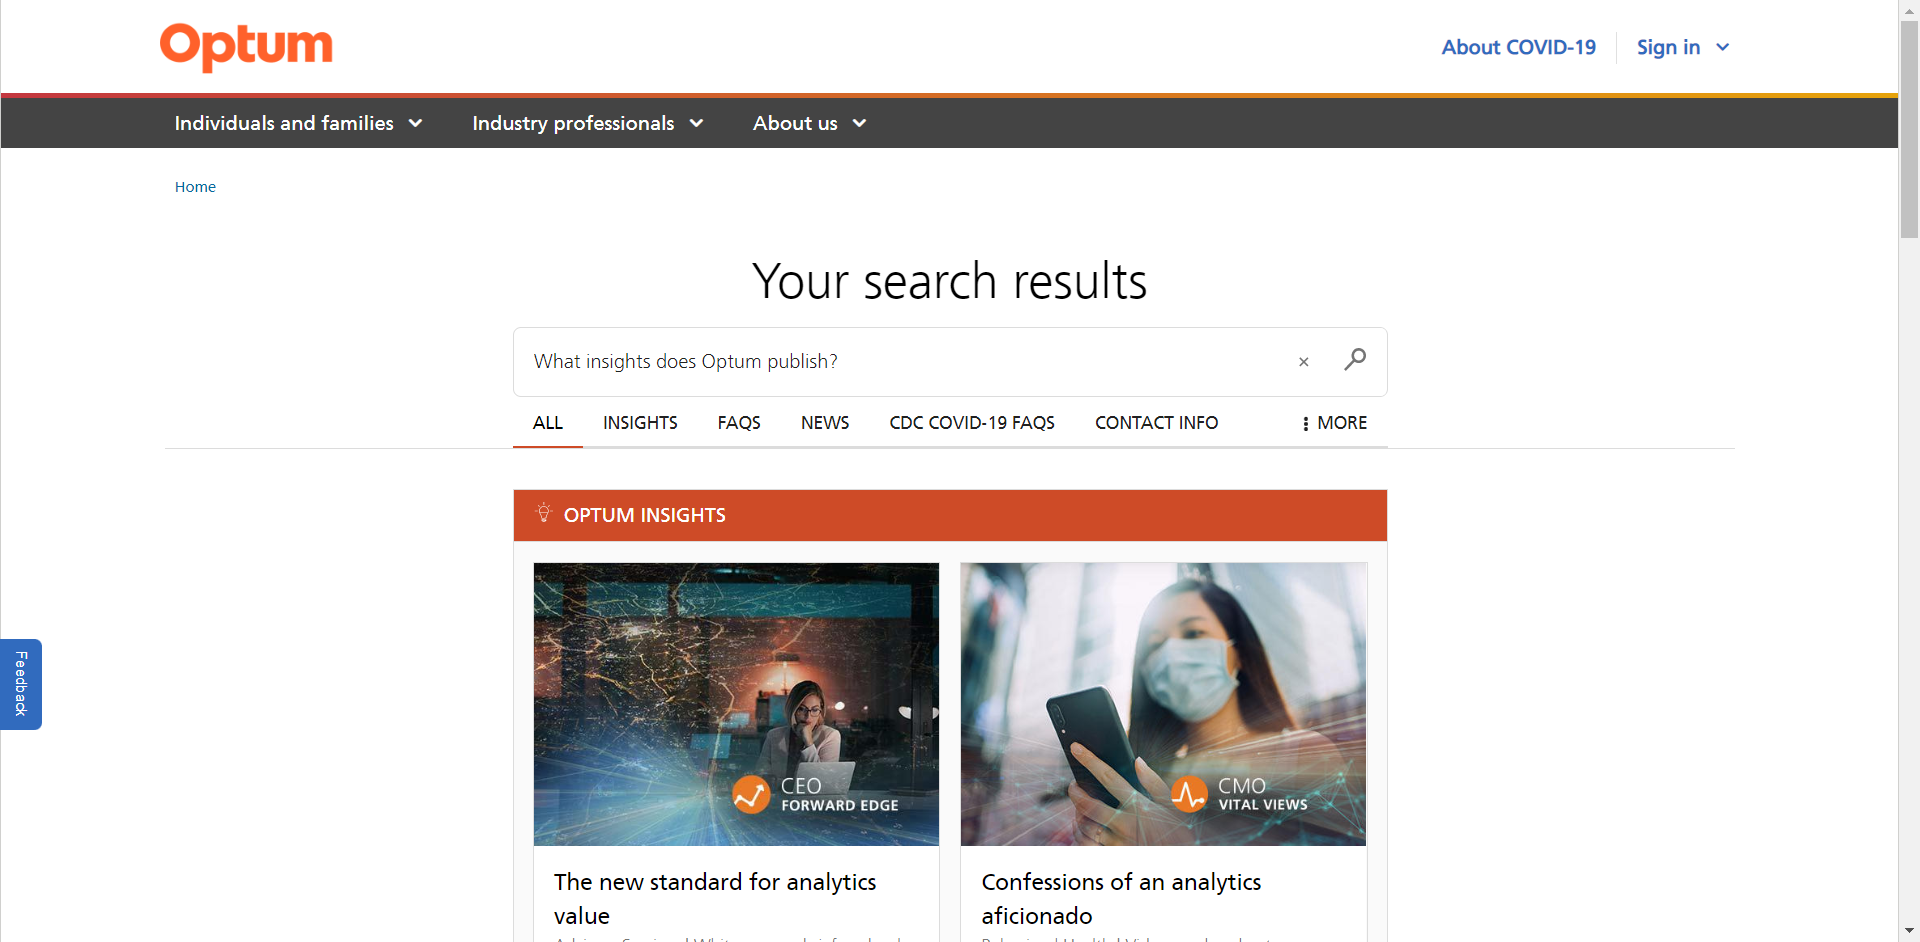 Optum
About COVID-19
Sign in
Individuals and families
Industry professionals
About us
Home
Your search results
What insights does Optum publish?
ALL
INSIGHTS
FAQS
NEWS
CDC COVID-19 FAQS
CONTACT INFO
MORE
OPTUM INSIGHTS
CEO
FORWARD EDGE
CMO
VITAL VIEWS
The new standard for analytics
value
Confessions of an analytics
aficionado
Feedback